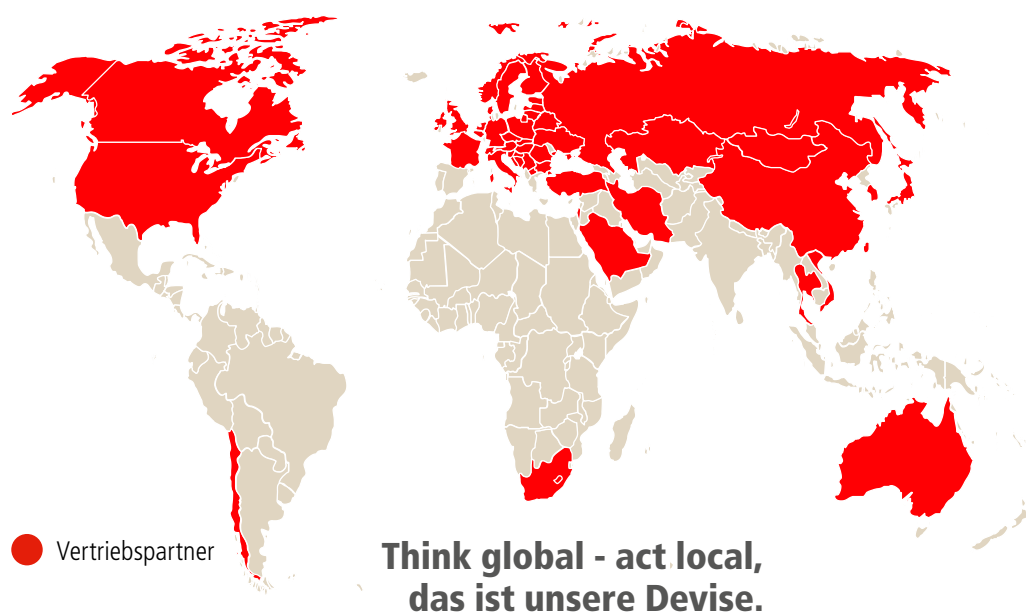 Vertriebspartner
Think global - act local,
das ist unsere Devise.